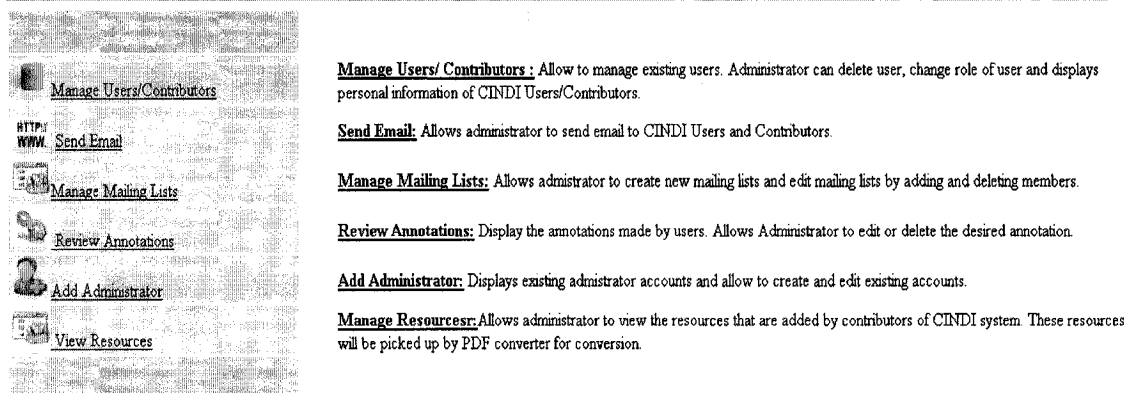 Manage Users/Contributors
HTTP://
WWW. Send Email
Manage Mailing Lists
Review Annotations
Add Administrator
View Resources
Manage Users/ Contributors : Allow to manage existing users. Administrator can delete user, change role of user and displays
personal information of CINDI Users/Contributors.
Send Email: Allows administrator to send email to CINDI Users and Contributors.
Manage Mailing Lists: Allows admistrator to create new mailing lists and edit mailing lists by adding and deleting members.
Review Annotations: Display the annotations made by users. Allows Administrator to edit or delete the desired annotation.
Add Administrator: Displays existing admistrator accounts and allow to create and edit existing accounts.
Manage Resourcesr: Allows administrator to view the resources that are added by contributors of CINDI system. These resources
will be picked up by PDF converter for conversion.